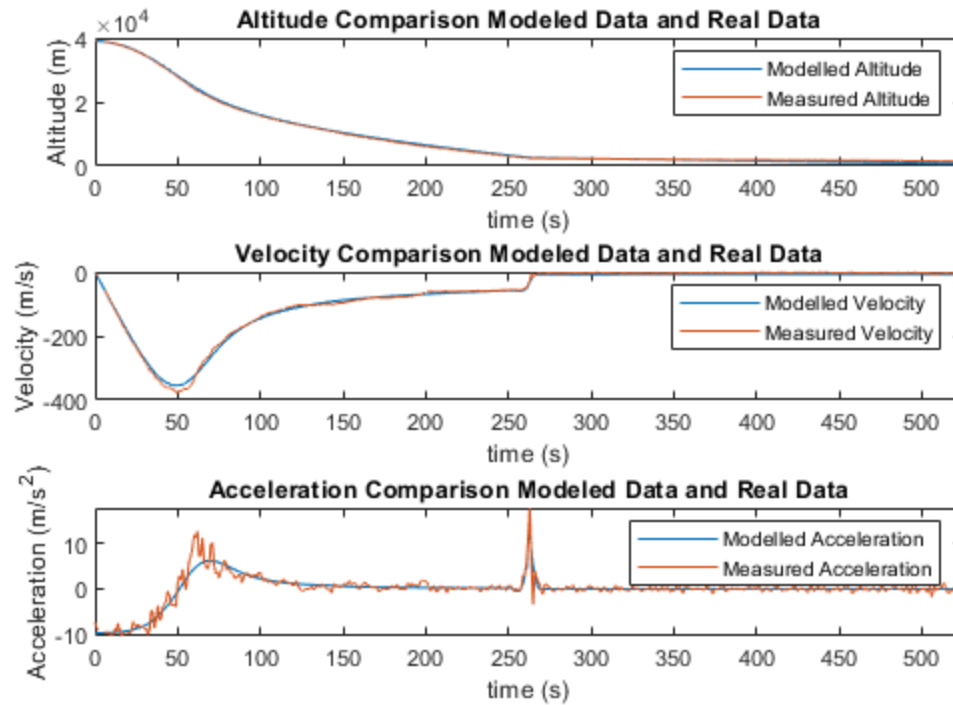 Altitude Comparison Modeled Data and Real Data
×10⁴
Altitude (m)
4
2
0
Modelled Altitude
Measured Altitude
0 50 100 150 200 250 300 350 400 450 500
time (s)
Velocity Comparison Modeled Data and Real Data
Velocity (m/s)
0
-200
-400
Modelled Velocity
Measured Velocity
0 50 100 150 200 250 300 350 400 450 500
time (s)
Acceleration Comparison Modeled Data and Real Data
Acceleration (m/s²)
10
0
-10
Modelled Acceleration
Measured Acceleration
0 50 100 150 200 250 300 350 400 450 500
time (s)